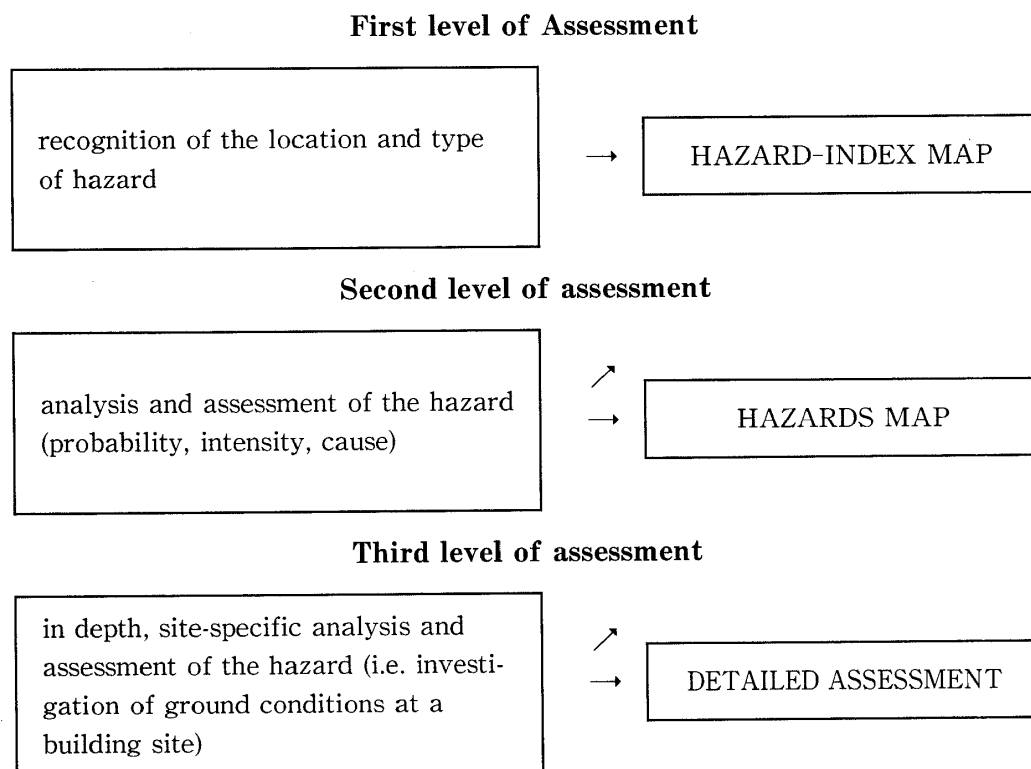 First level of Assessment
recognition of the location and type
of hazard
→
HAZARD-INDEX MAP
Second level of assessment
analysis and assessment of the hazard
(probability, intensity, cause)
↗
→
HAZARDS MAP
Third level of assessment
in depth, site-specific analysis and
assessment of the hazard (i.e. investi-
gation of ground conditions at a
building site)
↗
→
DETAILED ASSESSMENT